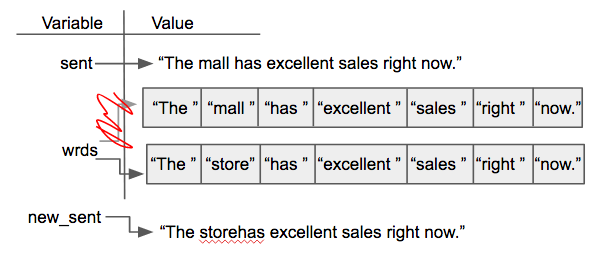 Variable Value
sent “The mall has excellent sales right now.”
“The ” “mall ” “has ” “excellent ” “sales ” “right ” “now.”
wrds
“The ” “store” “has ” “excellent ” “sales ” “right ” “now.”
new_sent
“The storehas excellent sales right now.”